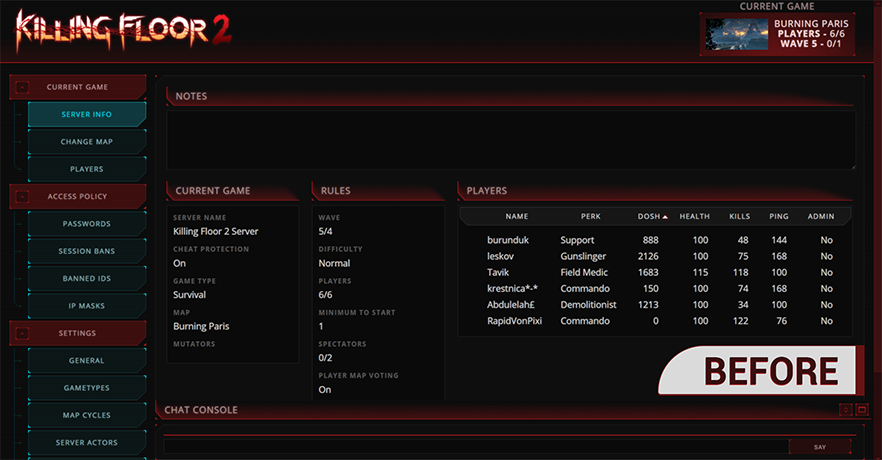 KILLING FLOOR 2
CURRENT GAME
BURNING PARIS
PLAYERS - 6/6
WAVE 5 - 0/1
CURRENT GAME
SERVER INFO
CHANGE MAP
PLAYERS
ACCESS POLICY
PASSWORDS
SESSION BANS
BANNED IDS
IP MASKS
SETTINGS
GENERAL
GAMETYPES
MAP CYCLES
SERVER ACTORS
NOTES
CURRENT GAME
SERVER NAME
Killing Floor 2 Server
CHEAT PROTECTION
On
GAME TYPE
Survival
MAP
Burning Paris
MUTATORS
RULES
WAVE
5/4
DIFFICULTY
Normal
PLAYERS
6/6
MINIMUM TO START
1
SPECTATORS
0/2
PLAYER MAP VOTING
On
PLAYERS
NAME PERK DOSH HEALTH KILLS PING ADMIN
burunduk Support 888 100 48 144 No
leskov Gunslinger 2126 100 75 168 No
Tavik Field Medic 1683 115 118 100 No
krestnica*-* Commando 150 100 74 168 No
Abdulelah£ Demolitionist 1213 100 34 100 No
RapidVonPixi Commando 0 100 122 76 No
BEFORE
CHAT CONSOLE
SAY